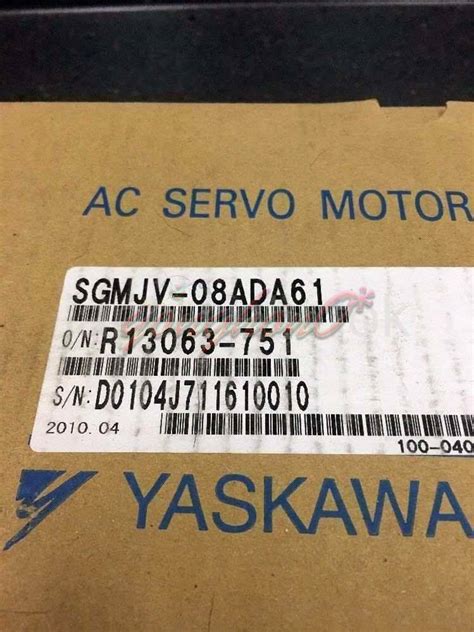 AC SERVO MOTOR
SGMJV-08ADA61
O/N: R13063-751
S/N: D0104J711610010
2010.04
100-040
YASKAWA